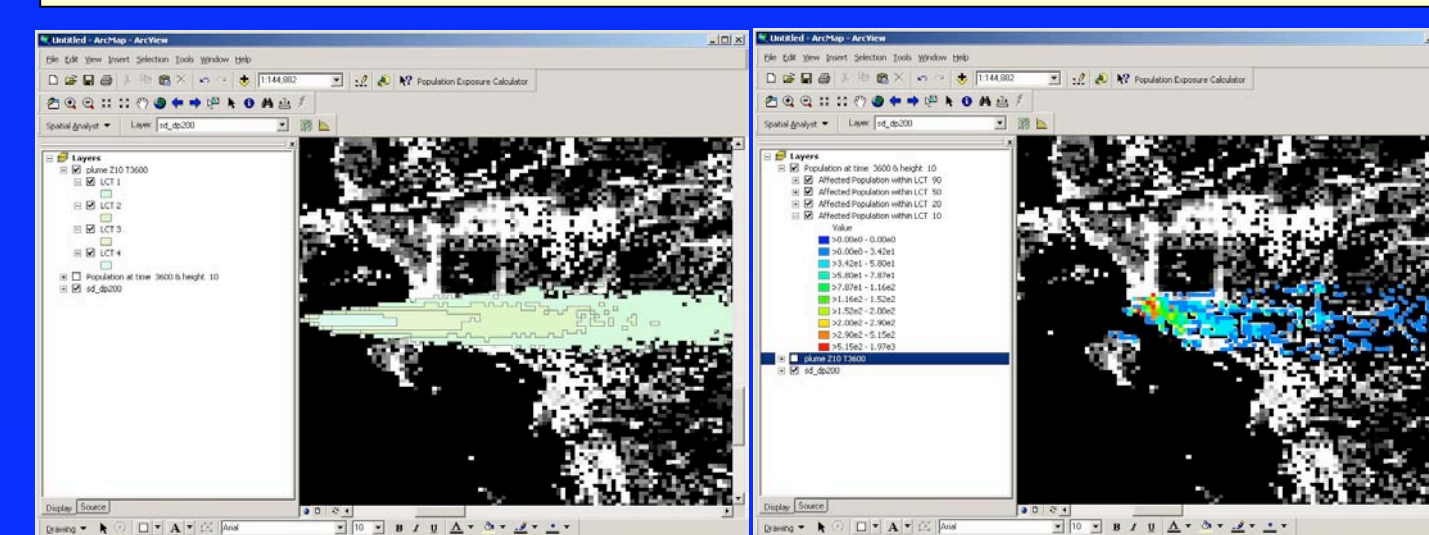 Untitled - ArcMap - ArcView
File Edit View Insert Selection Tools Window Help
1:144,882 Population Exposure Calculator
Spatial Analyst Layer: sd_dp200
Layers
plume Z10 T3600
LCT 1
LCT 2
LCT 3
LCT 4
Population at time 3600 & height 10
sd_dp200
Display Source
Drawing A Arial 10 B I U A
Untitled - ArcMap - ArcView
File Edit View Insert Selection Tools Window Help
1:144,882 Population Exposure Calculator
Spatial Analyst Layer: sd_dp200
Layers
Population at time 3600 & height 10
Affected Population within LCT 90
Affected Population within LCT 50
Affected Population within LCT 20
Affected Population within LCT 10
Value
>0.00e0 - 0.00e0
>0.00e0 - 3.42e1
>3.42e1 - 5.80e1
>5.80e1 - 7.87e1
>7.87e1 - 1.16e2
>1.16e2 - 1.52e2
>1.52e2 - 2.00e2
>2.00e2 - 2.90e2
>2.90e2 - 5.15e2
>5.15e2 - 1.97e3
plume Z10 T3600
sd_dp200
Display Source
Drawing A Arial 10 B I U A